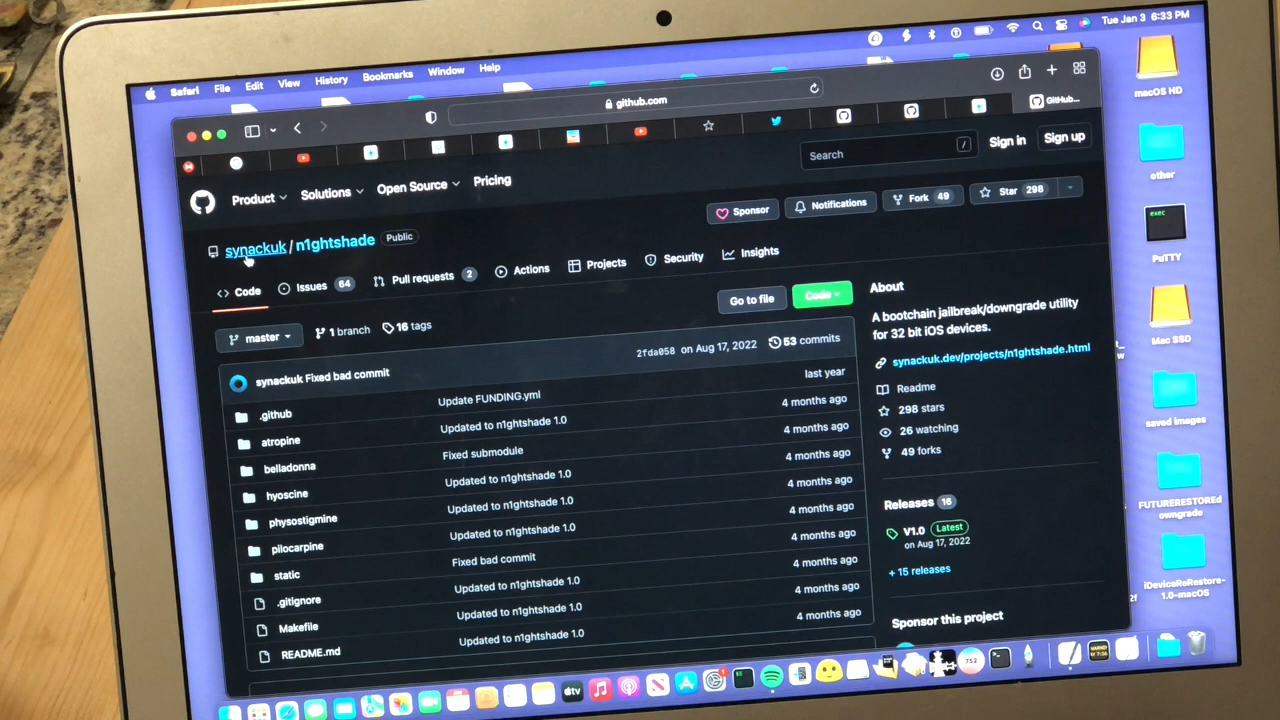 Safari File Edit View History Bookmarks Window Help
Tue Jan 3 6:33 PM
github.com
GitHub...
Product Solutions Open Source Pricing
Search /
Sign in Sign up
synackuk / n1ghtshade Public
Sponsor Notifications Fork 49 Star 298
Code Issues 64 Pull requests 2 Actions Projects Security Insights
master 1 branch 16 tags
Go to file Code
synackuk Fixed bad commit
2fda058 on Aug 17, 2022 53 commits
.github Update FUNDING.yml last year
atropine Updated to n1ghtshade 1.0 4 months ago
belladonna Fixed submodule 4 months ago
hyoscine Updated to n1ghtshade 1.0 4 months ago
physostigmine Updated to n1ghtshade 1.0 4 months ago
pilocarpine Updated to n1ghtshade 1.0 4 months ago
static Fixed bad commit 4 months ago
.gitignore Updated to n1ghtshade 1.0 4 months ago
Makefile Updated to n1ghtshade 1.0 4 months ago
README.md Updated to n1ghtshade 1.0 4 months ago
About
A bootchain jailbreak/downgrade utility
for 32 bit iOS devices.
synackuk.dev/projects/n1ghtshade.html
Readme
298 stars
26 watching
49 forks
Releases 16
V1.0 Latest
on Aug 17, 2022
+ 15 releases
Sponsor this project
macOS HD
other
exec
PuTTY
Mac SSD
saved images
FUTURERESTOREd
owngrade
iDeviceReRestore-
1.0-macOS
tv
752